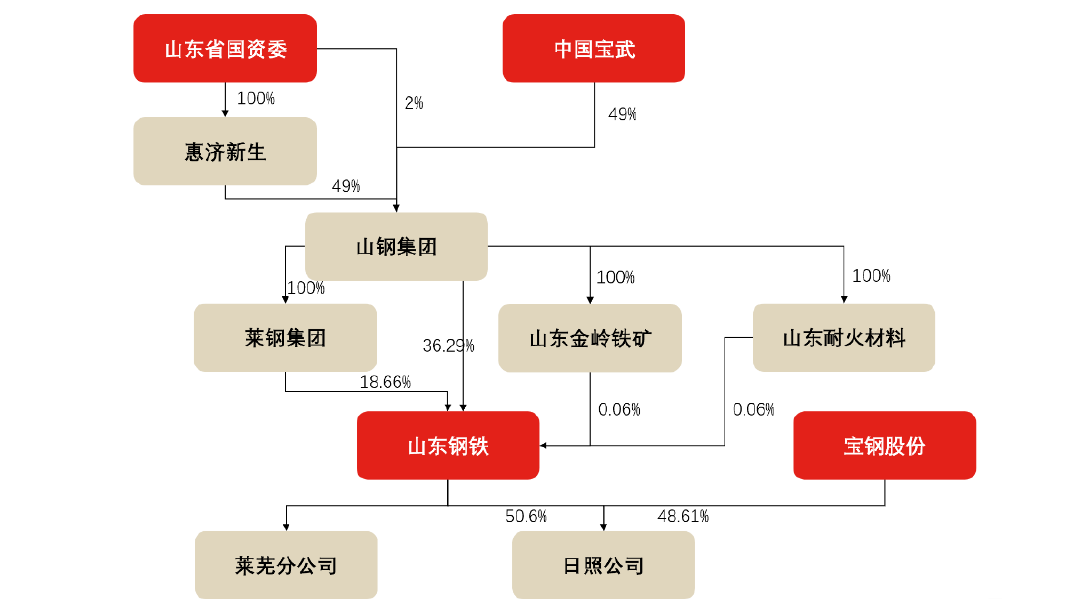 山东省国资委
中国宝武
100%
2%
49%
惠济新生
49%
山钢集团
100%
100%
100%
莱钢集团
36.29%
山东金岭铁矿
山东耐火材料
18.66%
0.06%
0.06%
山东钢铁
宝钢股份
50.6%
48.61%
莱芜分公司
日照公司